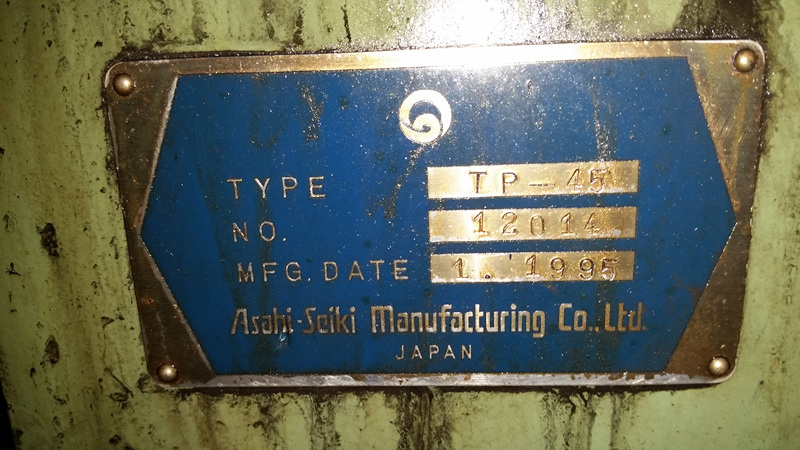 TYPE TP-45
NO. 12014
MFG. DATE 1. 1995
Asahi-Seiki Manufacturing Co., Ltd.
JAPAN